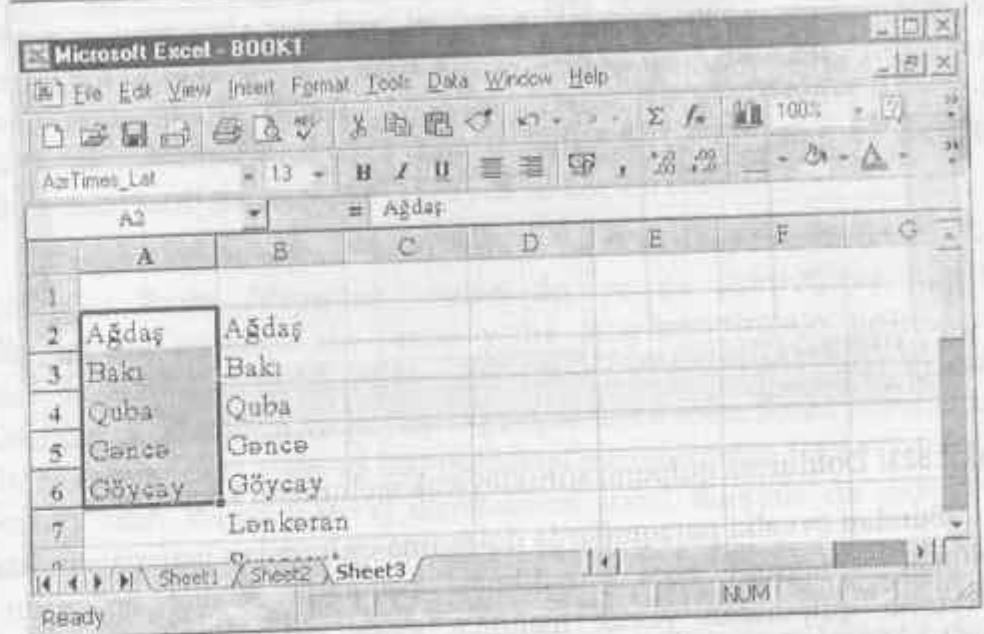 Microsoft Excel - BOOK1
File Edit View Insert Format Tools Data Window Help
100%
AzTimes_Lat 13 B I U
A2 = Ağdaş
A B C D E F G
1
2 Ağdaş Ağdaş
3 Bakı Bakı
4 Quba Quba
5 Gəncə Gəncə
6 Göyçay Göyçay
7 Lənkəran
Sheet1 Sheet2 Sheet3
Ready NUM